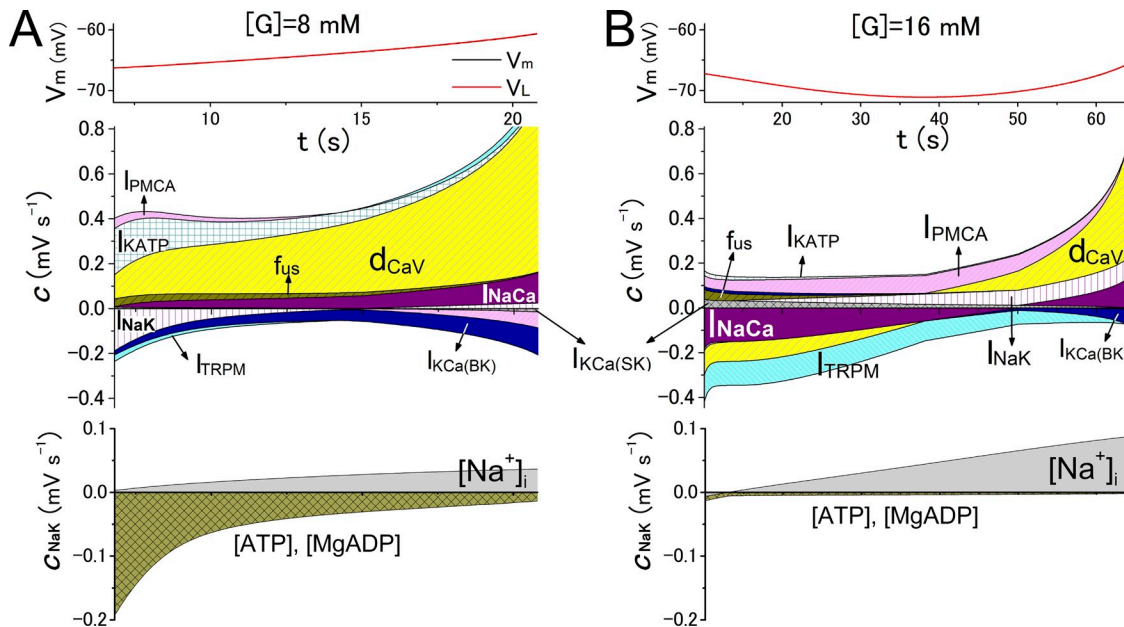 A
[G]=8 mM
Vm (mV)
−60
−70
Vm
VL
10
15
20
t (s)
c (mV s⁻¹)
0.8
0.6
0.4
0.2
0.0
−0.2
−0.4
IPMCA
IKATP
fus
dCaV
INaCa
INaK
ITRPM
IKCa(BK)
IKCa(SK)
cNaK (mV s⁻¹)
0.1
0.0
−0.1
−0.2
[Na⁺]i
[ATP], [MgADP]
B
[G]=16 mM
Vm (mV)
−60
−70
20
30
40
50
60
t (s)
c (mV s⁻¹)
0.8
0.6
0.4
0.2
0.0
−0.2
−0.4
fus
IKATP
IPMCA
dCaV
INaCa
ITRPM
INaK
IKCa(BK
cNaK (mV s⁻¹)
0.1
0.0
−0.1
−0.2
[Na⁺]i
[ATP], [MgADP]